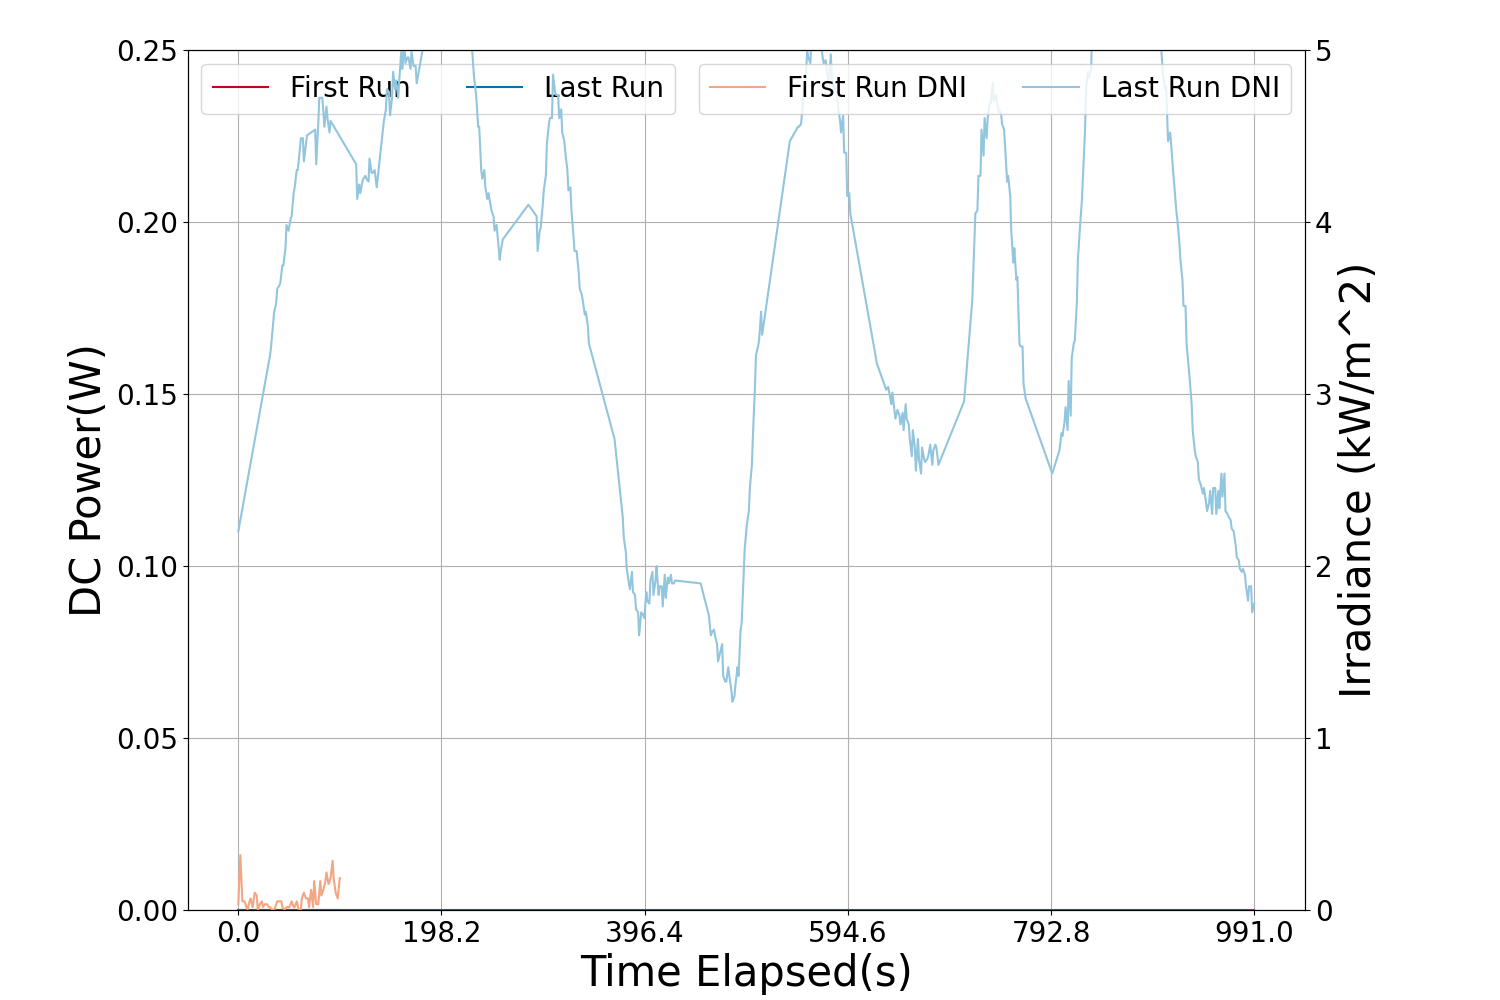 First Run
Last Run
First Run DNI
Last Run DNI
0.25
0.20
0.15
0.10
0.05
0.00
DC Power(W)
5
4
3
2
1
0
Irradiance (kW/m^2)
0.0
198.2
396.4
594.6
792.8
991.0
Time Elapsed(s)